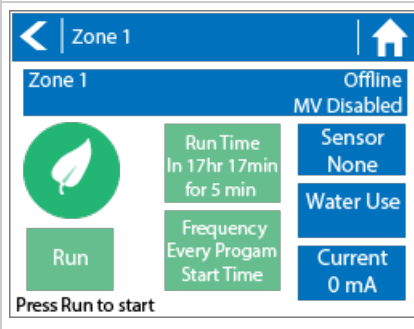 Zone 1
Zone 1
Offline
MV Disabled
Run Time
In 17hr 17min
for 5 min
Sensor
None
Water Use
Run
Frequency
Every Progam
Start Time
Current
0 mA
Press Run to start